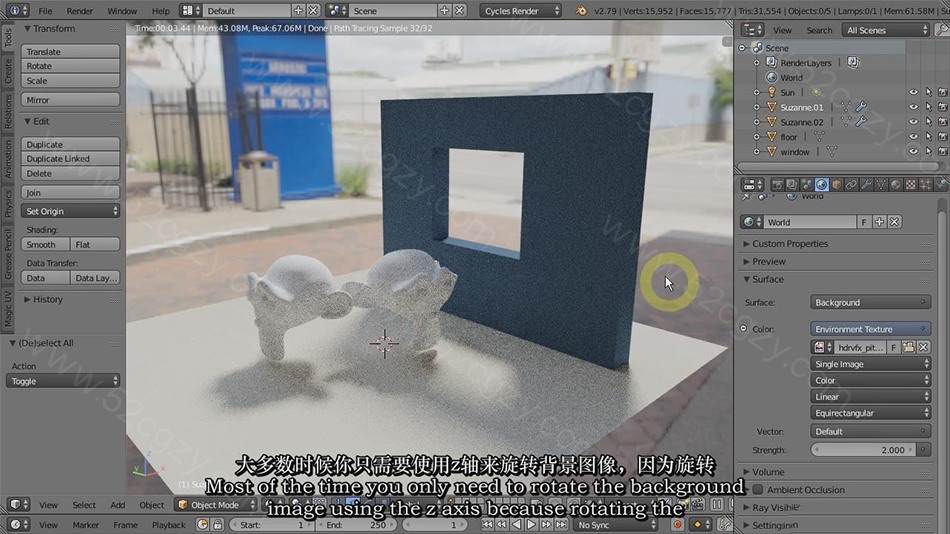 File Render Window Help Default Scene Cycles Render v2.79 | Verts:15,952 | Faces:15,777 | Tris:31,554 | Objects:0/5 | Lamps:0/1 | Mem:61.58M
Time:00:03.44 | Mem:43.08M, Peak:67.06M | Done | Path Tracing Sample 32/32
Tools
Create
Relations
Animation
Physics
Grease Pencil
Magic UV
Transform
Translate
Rotate
Scale
Mirror
Edit
Duplicate
Duplicate Linked
Delete
Join
Set Origin
Shading:
Smooth Flat
Data Transfer:
Data Data Lay...
History
(De)select All
Action
Toggle
View Search All Scenes
Scene
RenderLayers
World
Sun
Suzanne.01
Suzanne.02
floor
window
World
World F
Custom Properties
Preview
Surface
Surface: Background
Color: Environment Texture
hdrvfx_pit... F
Single Image
Color
Linear
Equirectangular
Vector: Default
Strength: 2.000
Volume
Ambient Occlusion
Ray Visibility
Settings
大多数时候你只需要使用z轴来旋转背景图像，因为旋转
Most of the time you only need to rotate the background
image using the z axis because rotating the
View Select Add Object Object Mode
View Marker Frame Playback Start: 1 End: 250 1 No Sync
www.52cgzy.com